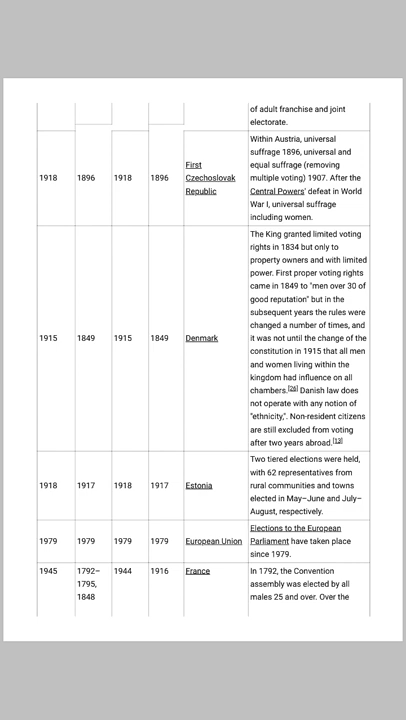 of adult franchise and joint
electorate.
1918 1896 1918 1896 First Czechoslovak Republic
Within Austria, universal
suffrage 1896, universal and
equal suffrage (removing
multiple voting) 1907. After the
Central Powers' defeat in World
War I, universal suffrage
including women.
1915 1849 1915 1849 Denmark
The King granted limited voting
rights in 1834 but only to
property owners and with limited
power. First proper voting rights
came in 1849 to "men over 30 of
good reputation" but in the
subsequent years the rules were
changed a number of times, and
it was not until the change of the
constitution in 1915 that all men
and women living within the
kingdom had influence on all
chambers.[26] Danish law does
not operate with any notion of
"ethnicity,". Non-resident citizens
are still excluded from voting
after two years abroad.[13]
1918 1917 1918 1917 Estonia
Two tiered elections were held,
with 62 representatives from
rural communities and towns
elected in May–June and July–
August, respectively.
1979 1979 1979 1979 European Union
Elections to the European
Parliament have taken place
since 1979.
1945 1792–1795, 1848 1944 1916 France
In 1792, the Convention
assembly was elected by all
males 25 and over. Over the